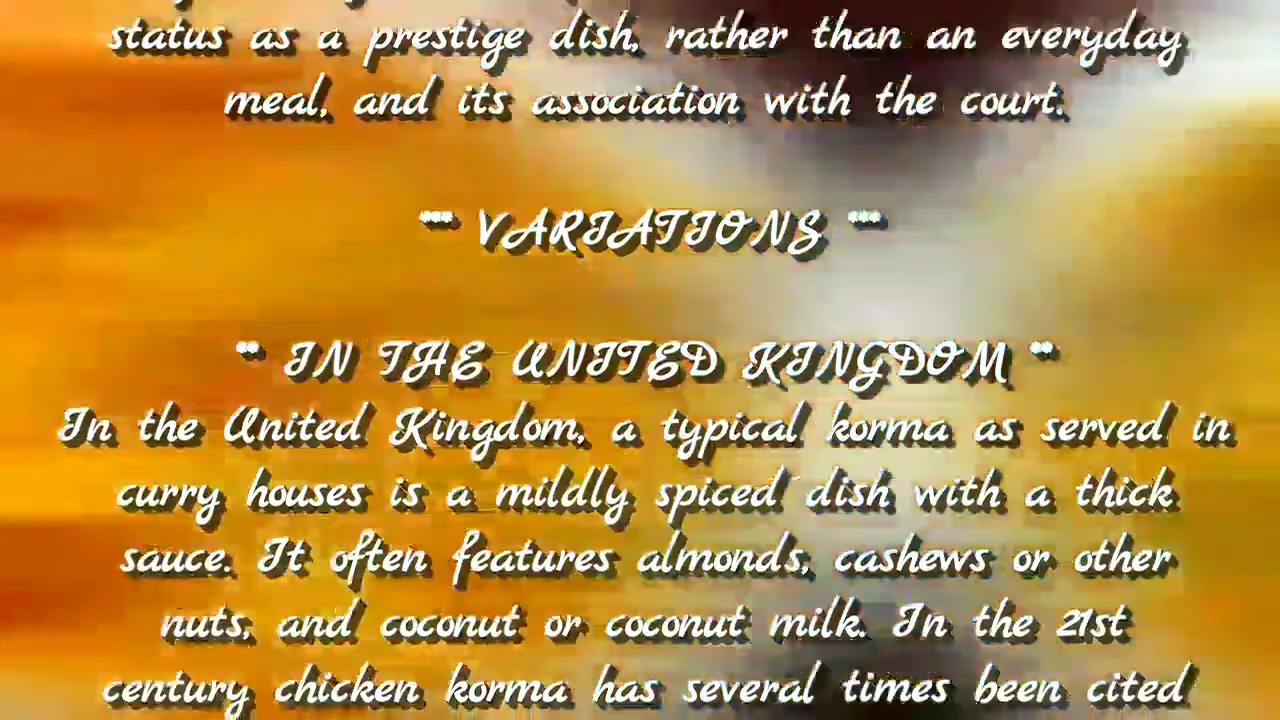 status as a prestige dish, rather than an everyday
meal, and its association with the court.
*** VARIATIONS ***
** IN THE UNITED KINGDOM **
In the United Kingdom, a typical korma as served in
curry houses is a mildly spiced dish with a thick
sauce. It often features almonds, cashews or other
nuts, and coconut or coconut milk. In the 21st
century chicken korma has several times been cited